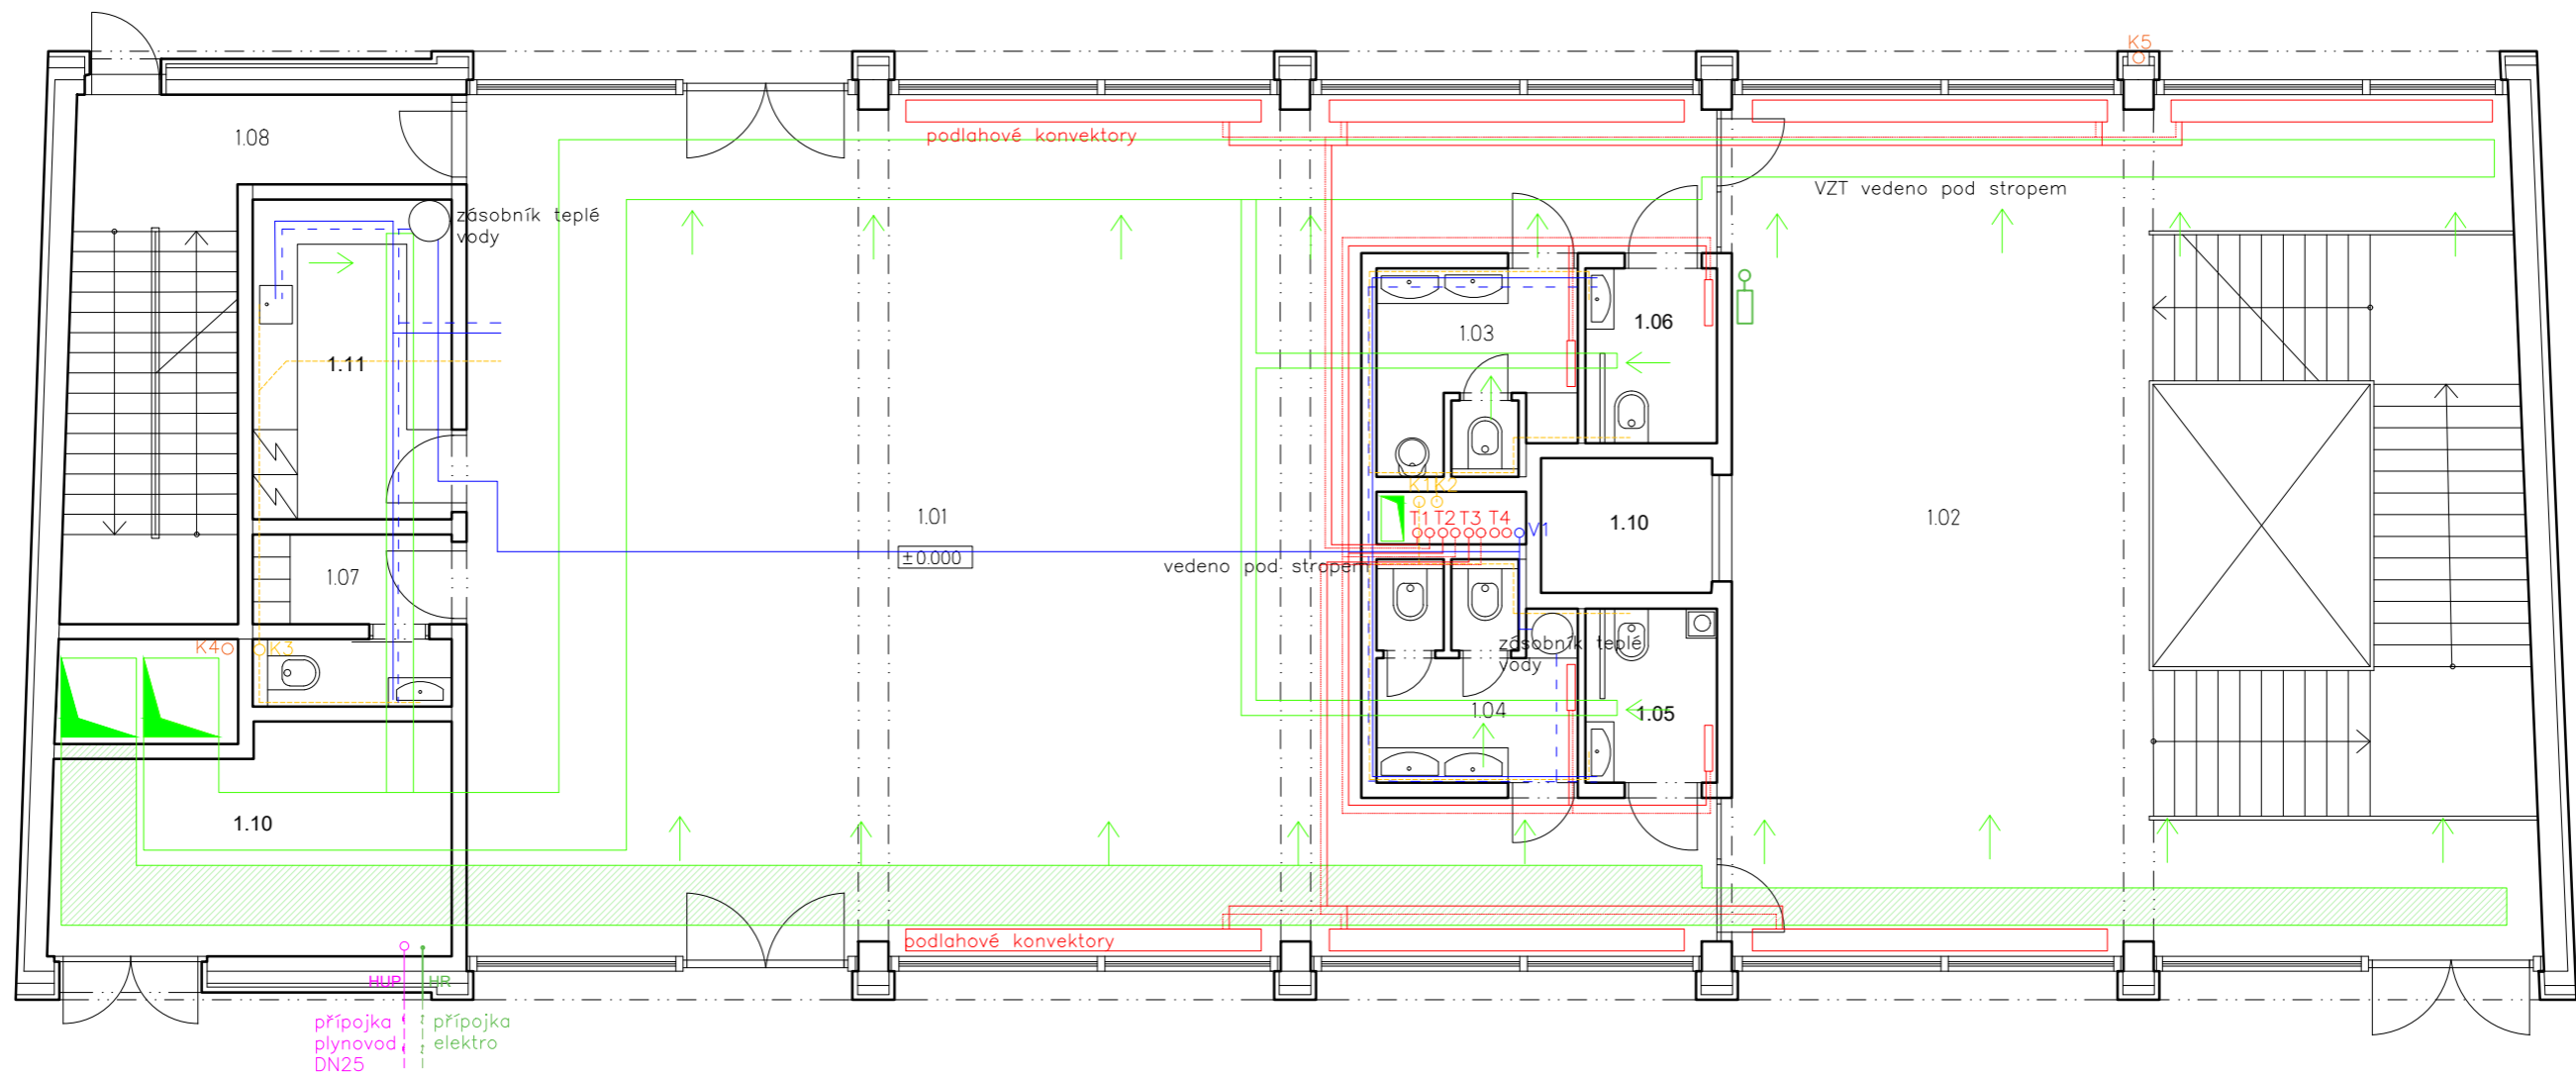 K5
podlahové konvektory
1.08
VZT vedeno pod stropem
zásobník teplé
vody
1.03
1.06
1.11
K1
K2
T1
T2
T3
T4
V1
1.01
±0.000
1.10
1.02
vedeno pod stropem
1.07
K4
K3
zásobník teplé
vody
1.04
1.05
1.10
podlahové konvektory
HUP
HR
přípojka
plynovod
DN25
přípojka
elektro